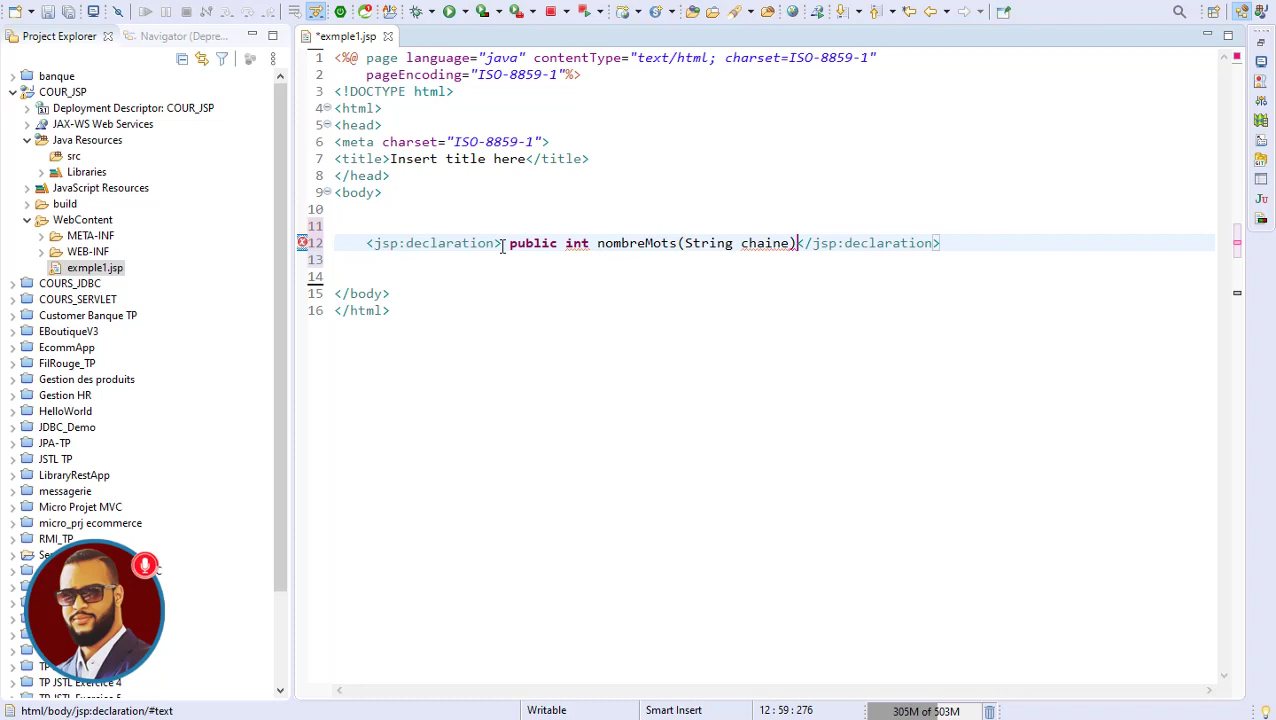 Project Explorer
Navigator (Depre...
*exmple1.jsp
banque
COUR_JSP
Deployment Descriptor: COUR_JSP
JAX-WS Web Services
Java Resources
src
Libraries
JavaScript Resources
build
WebContent
META-INF
WEB-INF
exmple1.jsp
COURS_JDBC
COURS_SERVLET
Customer Banque TP
EBoutiqueV3
EcommApp
FilRouge_TP
Gestion des produits
Gestion HR
HelloWorld
JDBC_Demo
JPA-TP
JSTL TP
LibraryRestApp
messagerie
Micro Projet MVC
micro_prj ecommerce
RMI_TP
TP JSTL Exercice 4
1 <%@ page language="java" contentType="text/html; charset=ISO-8859-1"
2 pageEncoding="ISO-8859-1"%>
3 <!DOCTYPE html>
4 <html>
5 <head>
6 <meta charset="ISO-8859-1">
7 <title>Insert title here</title>
8 </head>
9 <body>
10
11
12 <jsp:declaration> public int nombreMots(String chaine)</jsp:declaration>
13
14
15 </body>
16 </html>
html/body/jsp:declaration/#text
Writable
Smart Insert
12 : 59 : 276
305M of 503M